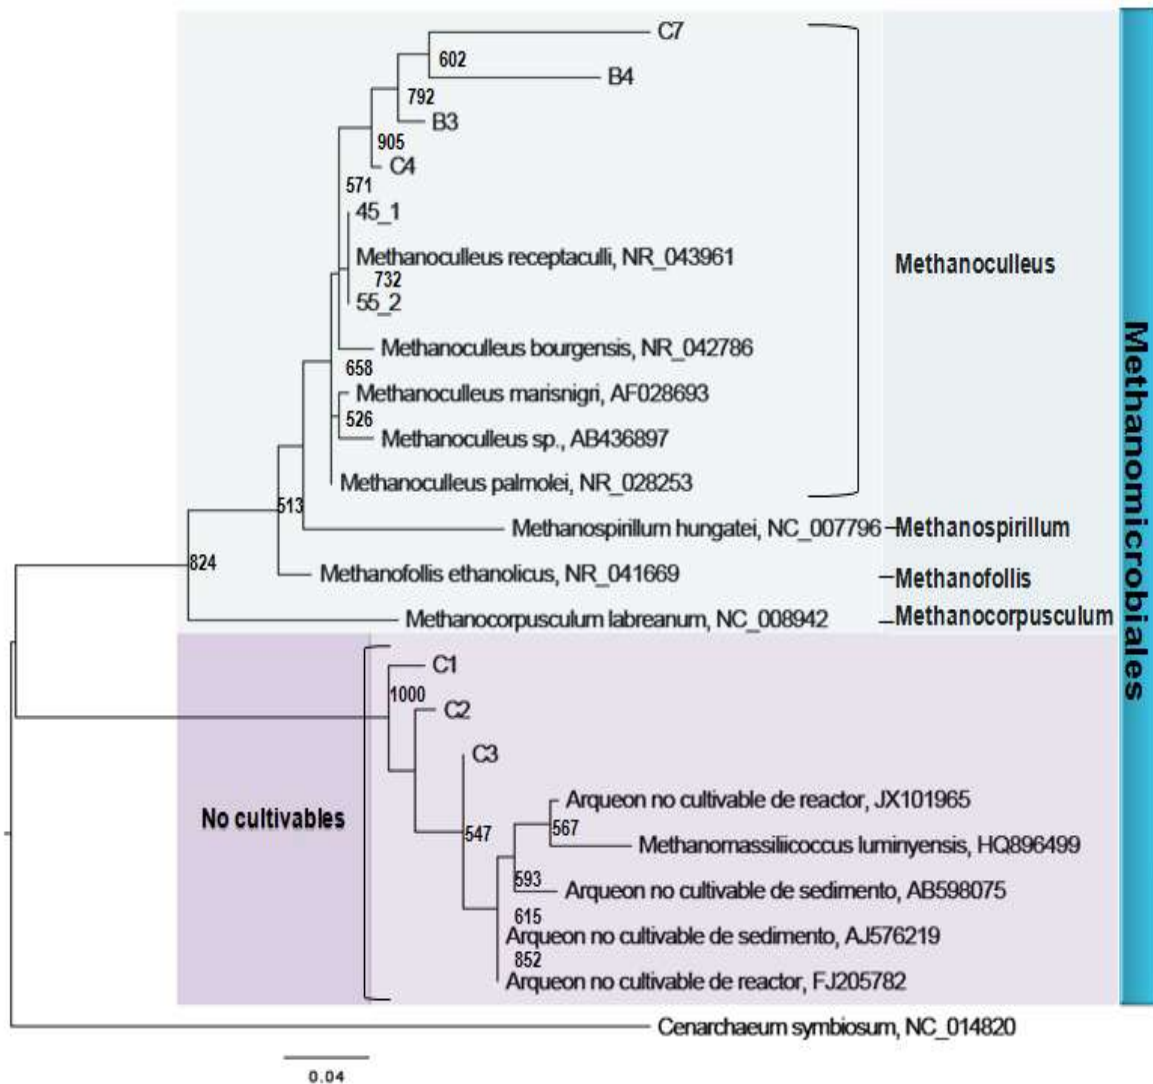 C7
602
B4
792
B3
905
C4
571
45_1
Methanoculleus receptaculli, NR_043961
732
55_2
Methanoculleus bourgensis, NR_042786
658
Methanoculleus marisnigri, AF028693
526
Methanoculleus sp., AB436897
Methanoculleus palmolei, NR_028253
Methanoculleus
513
Methanospirillum hungatei, NC_007796
Methanospirillum
824
Methanofollis ethanolicus, NR_041669
Methanofollis
Methanocorpusculum labreanum, NC_008942
Methanocorpusculum
Methanomicrobiales
C1
1000
C2
C3
No cultivables
547
Arqueon no cultivable de reactor, JX101965
567
Methanomassiliicoccus luminyensis, HQ896499
593
Arqueon no cultivable de sedimento, AB598075
615
Arqueon no cultivable de sedimento, AJ576219
852
Arqueon no cultivable de reactor, FJ205782
Cenarchaeum symbiosum, NC_014820
0.04